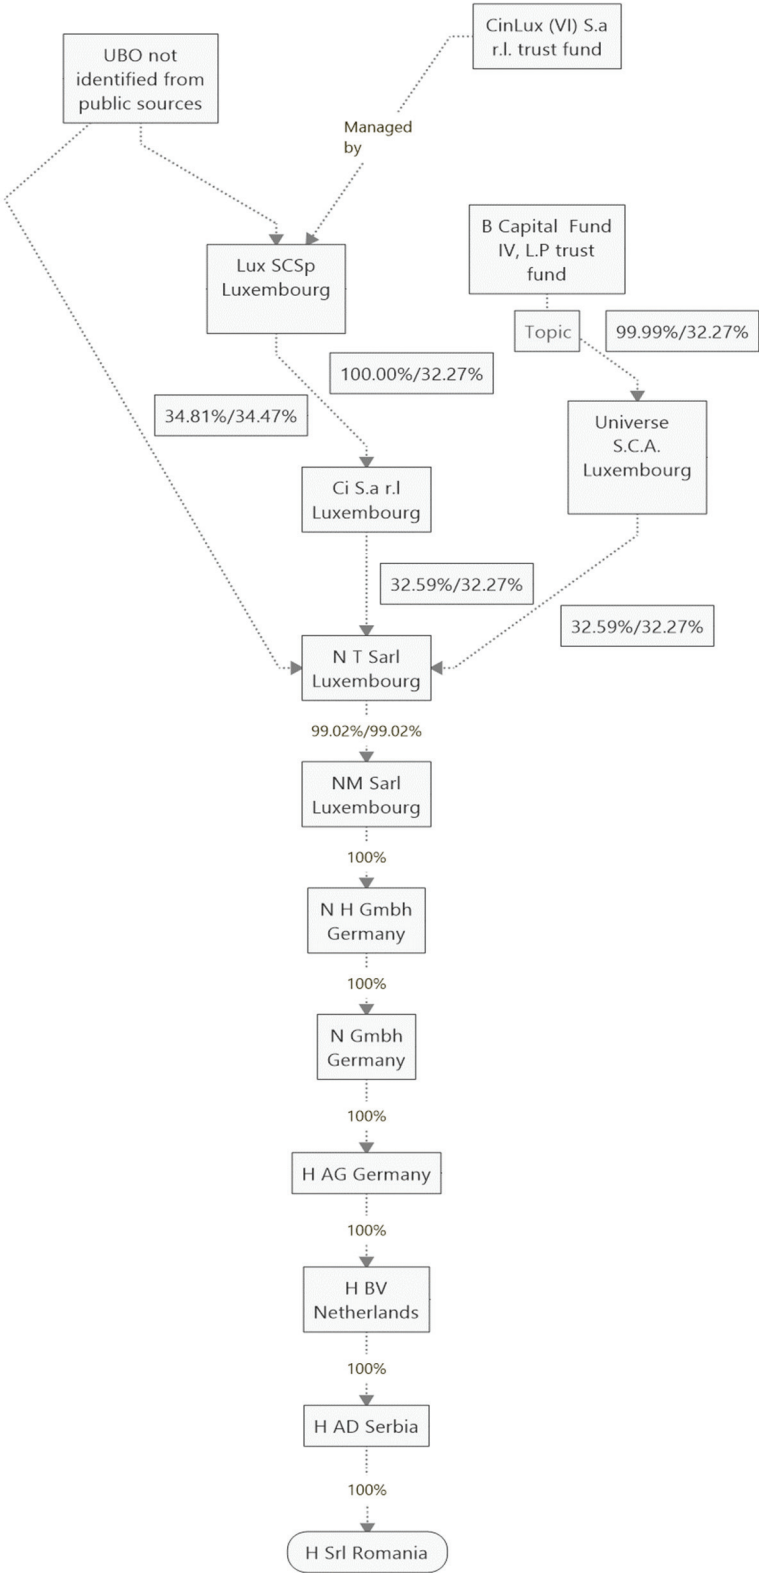 CinLux (VI) S.a
r.l. trust fund
UBO not
identified from
public sources
Managed
by
B Capital Fund
IV, L.P trust
fund
Lux SCSp
Luxembourg
Topic
99.99%/32.27%
100.00%/32.27%
34.81%/34.47%
Universe
S.C.A.
Luxembourg
Ci S.a r.l
Luxembourg
32.59%/32.27%
32.59%/32.27%
N T Sarl
Luxembourg
99.02%/99.02%
NM Sarl
Luxembourg
100%
N H Gmbh
Germany
100%
N Gmbh
Germany
100%
H AG Germany
100%
H BV
Netherlands
100%
H AD Serbia
100%
H Srl Romania